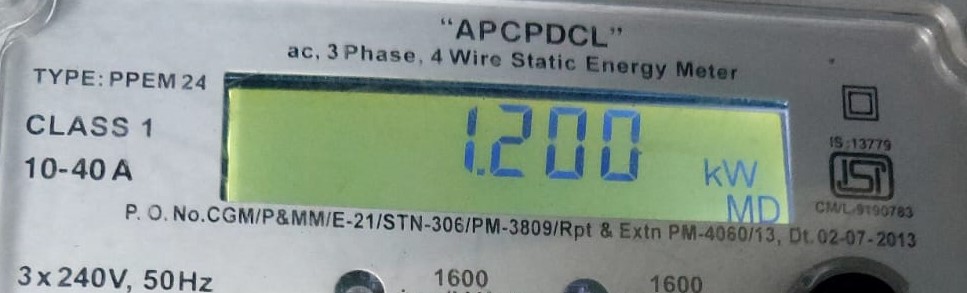 “APCPDCL”
ac, 3 Phase, 4 Wire Static Energy Meter
TYPE: PPEM 24
CLASS 1
10-40 A
1.200
kW
MD
IS:13779
ISI
CM/L-9190783
P. O. No.CGM/P&MM/E-21/STN-306/PM-3809/Rpt & Extn PM-4060/13, Dt. 02-07-2013
3 x 240V, 50Hz
1600
1600